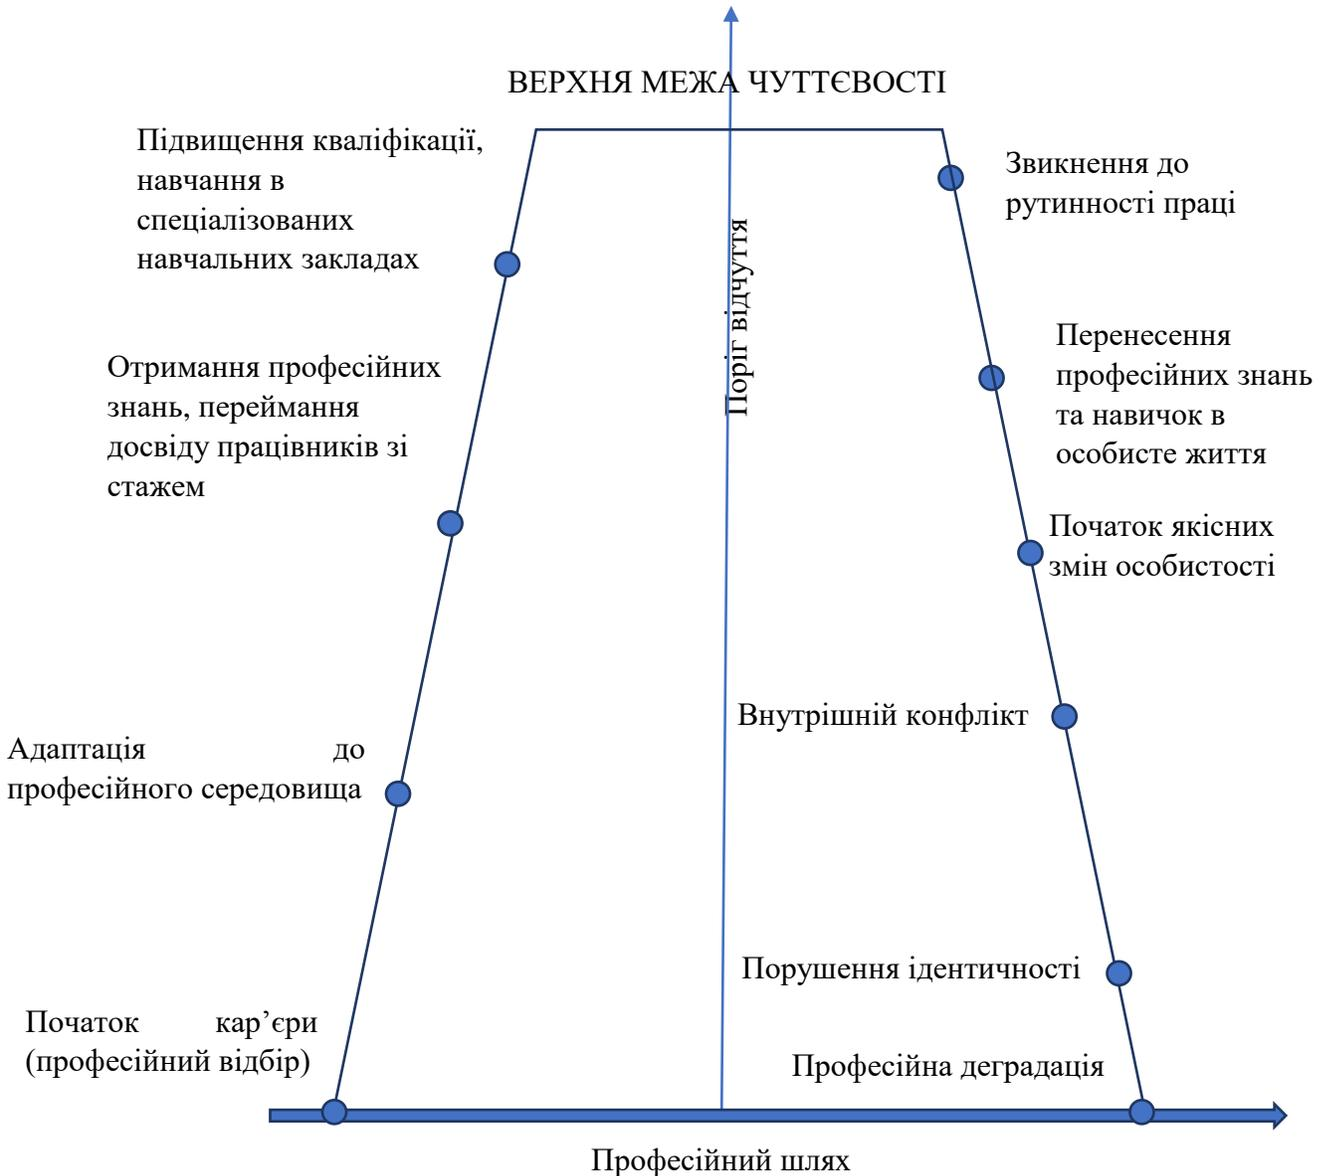 ВЕРХНЯ МЕЖА ЧУТТЄВОСТІ
Підвищення кваліфікації,
навчання в
спеціалізованих
навчальних закладах
Звикнення до
рутинності праці
Поріг відчуття
Отримання професійних
знань, переймання
досвіду працівників зі
стажем
Перенесення
професійних знань
та навичок в
особисте життя
Початок якісних
змін особистості
Внутрішній конфлікт
Адаптація до
професійного середовища
Порушення ідентичності
Початок кар’єри
(професійний відбір)
Професійна деградація
Професійний шлях